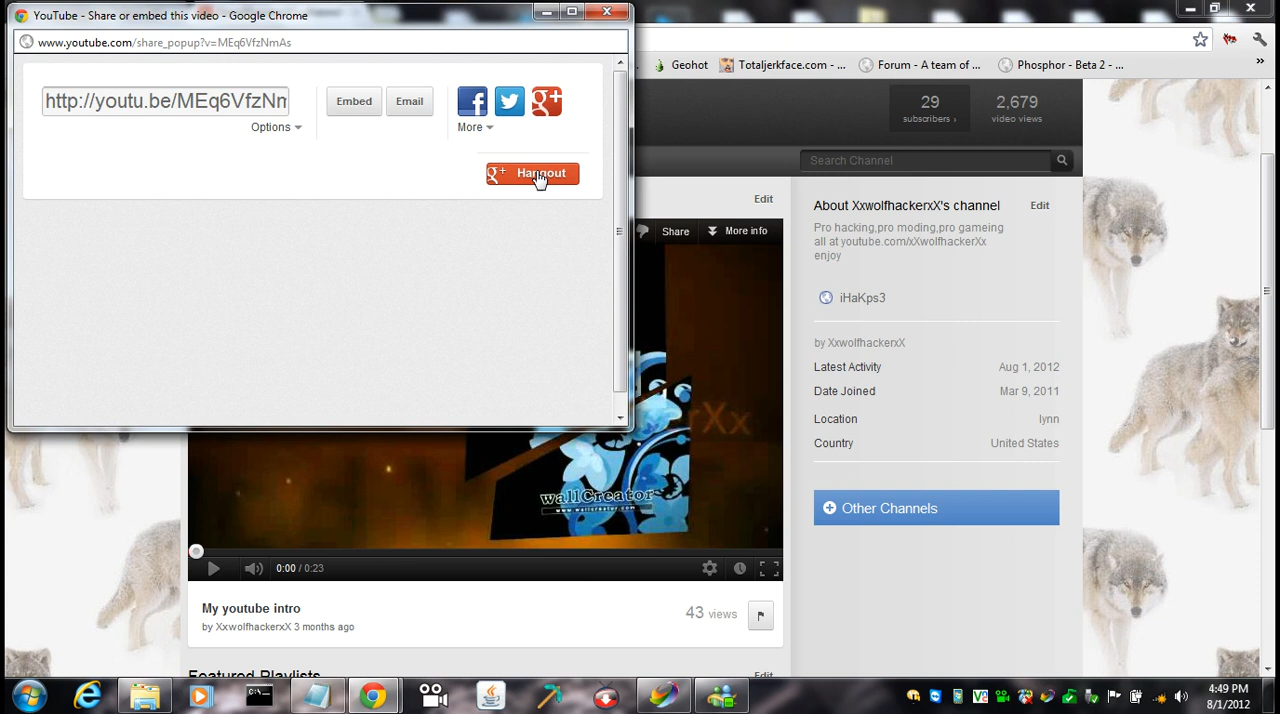 YouTube - Share or embed this video - Google Chrome
www.youtube.com/share_popup?v=MEq6VfzNmAs
http://youtu.be/MEq6VfzNm
Embed
Email
Options
More
g+ Hangout
Geohot
Totaljerkface.com - ...
Forum - A team of ...
Phosphor - Beta 2 - ...
»
29
subscribers ›
2,679
video views
Search Channel
Edit
Share
More info
wallCreator
www.wallcreator.com
0:00 / 0:23
My youtube intro
by XxwolfhackerxX 3 months ago
43 views
Featured Playlists
Edit
About XxwolfhackerxX's channel
Edit
Pro hacking,pro moding,pro gameing
all at youtube.com/xXwolfhackerXx
enjoy
iHaKps3
by XxwolfhackerxX
Latest Activity Aug 1, 2012
Date Joined Mar 9, 2011
Location lynn
Country United States
Other Channels
4:49 PM
8/1/2012